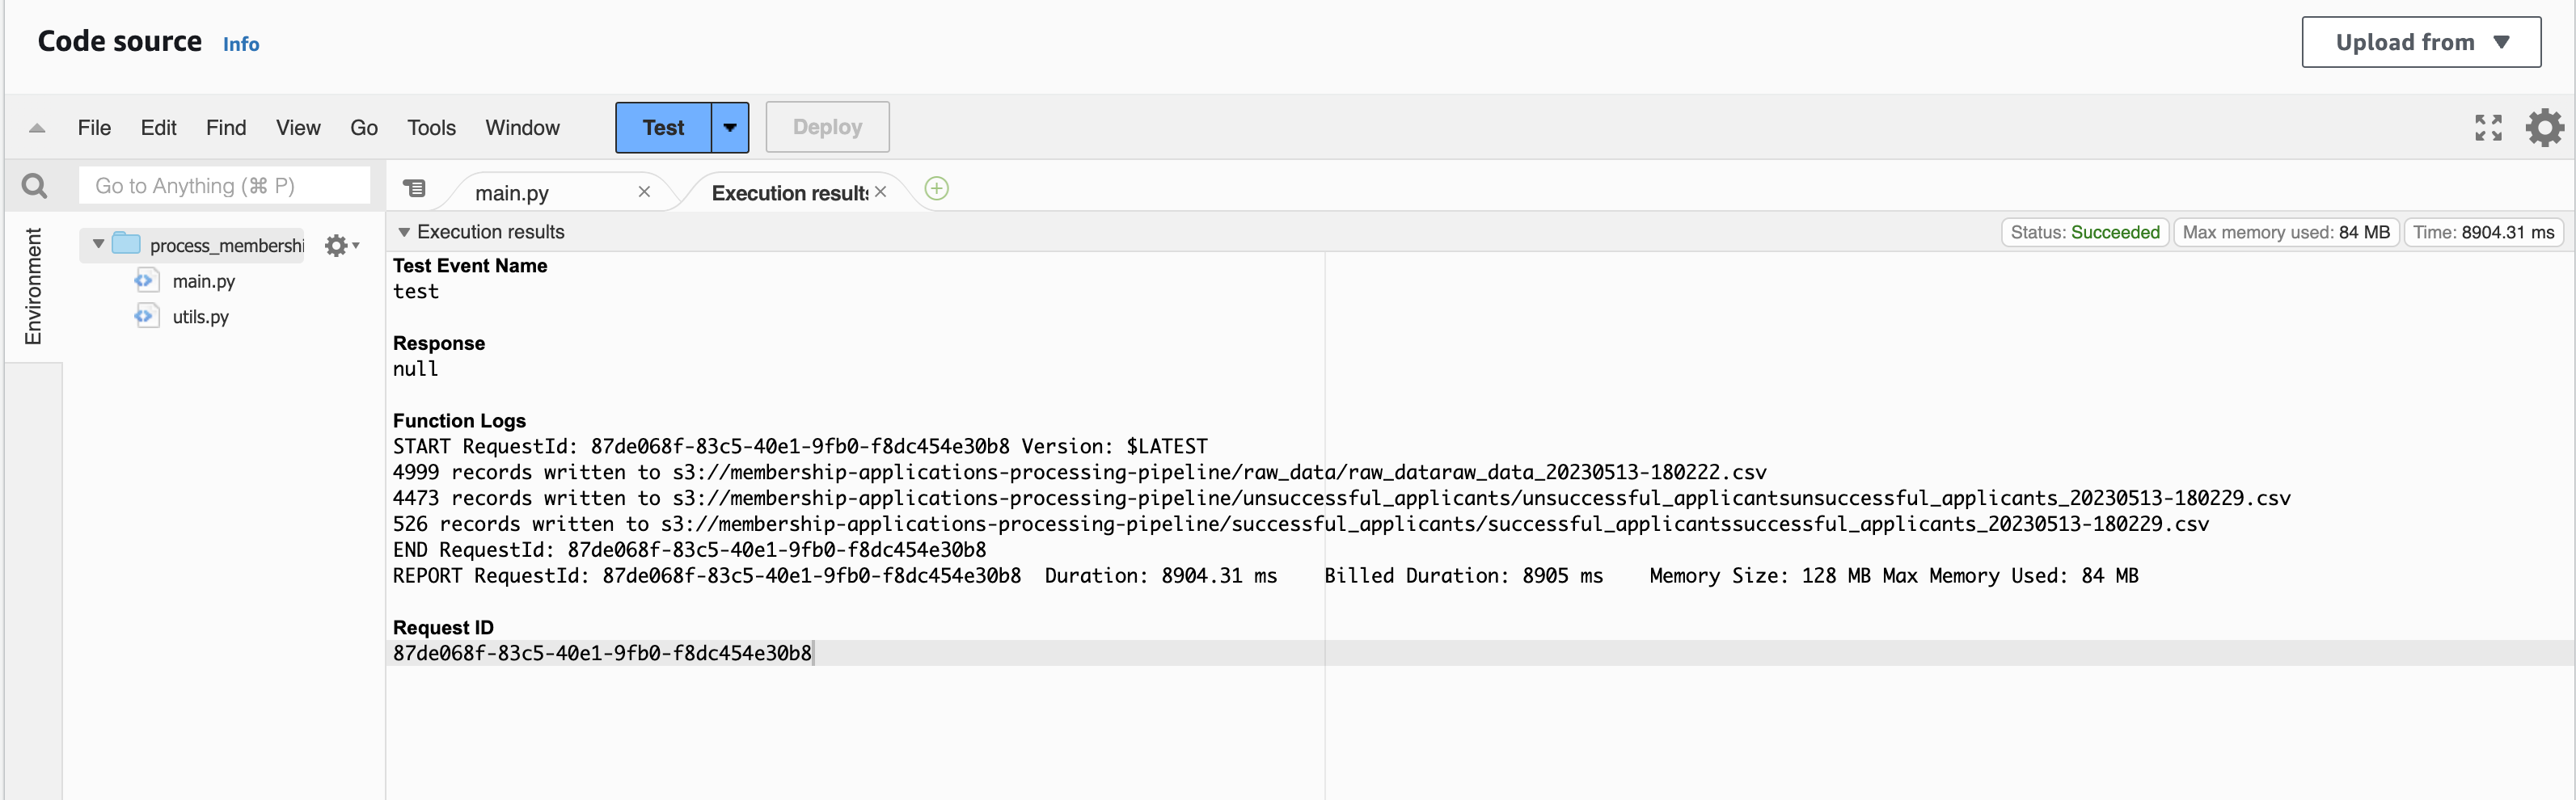 Code source Info
Upload from
File Edit Find View Go Tools Window Test Deploy
Go to Anything (⌘ P)
main.py
Execution results
Environment
process_membershi
main.py
utils.py
Execution results
Status: Succeeded Max memory used: 84 MB Time: 8904.31 ms
Test Event Name
test
Response
null
Function Logs
START RequestId: 87de068f-83c5-40e1-9fb0-f8dc454e30b8 Version: $LATEST
4999 records written to s3://membership-applications-processing-pipeline/raw_data/raw_dataraw_data_20230513-180222.csv
4473 records written to s3://membership-applications-processing-pipeline/unsuccessful_applicants/unsuccessful_applicantsunsuccessful_applicants_20230513-180229.csv
526 records written to s3://membership-applications-processing-pipeline/successful_applicants/successful_applicantssuccessful_applicants_20230513-180229.csv
END RequestId: 87de068f-83c5-40e1-9fb0-f8dc454e30b8
REPORT RequestId: 87de068f-83c5-40e1-9fb0-f8dc454e30b8 Duration: 8904.31 ms Billed Duration: 8905 ms Memory Size: 128 MB Max Memory Used: 84 MB
Request ID
87de068f-83c5-40e1-9fb0-f8dc454e30b8